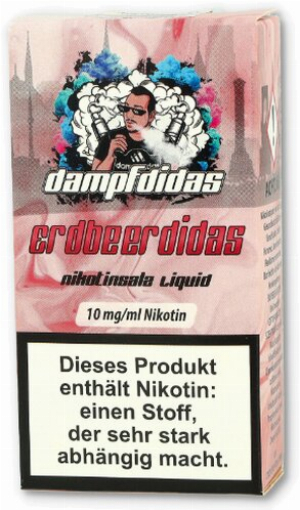 dampfdidas
Erdbeerdidas
Nikotinsalz Liquid
10 mg/ml Nikotin
Dieses Produkt
enthält Nikotin:
einen Stoff,
der sehr stark
abhängig macht.